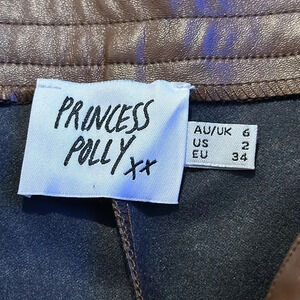 PRINCESS
POLLY xx
AU/UK 6
US 2
EU 34